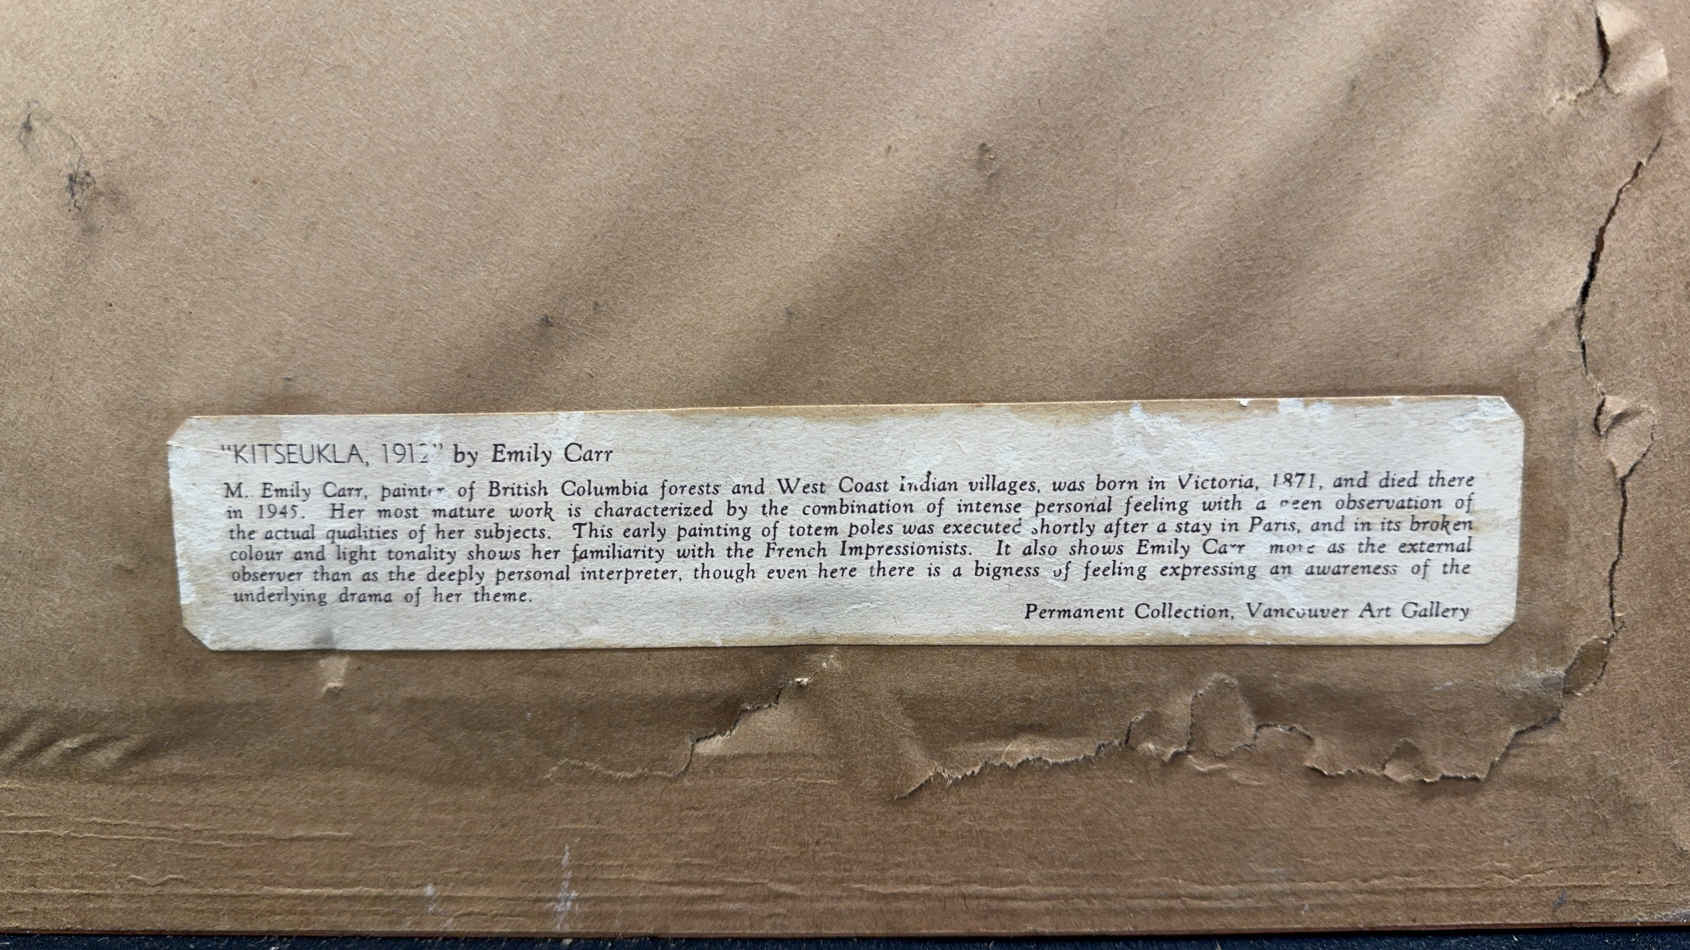 "KITSEUKLA, 1912" by Emily Carr
M. Emily Carr, painter of British Columbia forests and West Coast Indian villages, was born in Victoria, 1871, and died there
in 1945. Her most mature work is characterized by the combination of intense personal feeling with a keen observation of
the actual qualities of her subjects. This early painting of totem poles was executed shortly after a stay in Paris, and in its broken
colour and light tonality shows her familiarity with the French Impressionists. It also shows Emily Carr more as the external
observer than as the deeply personal interpreter, though even here there is a bigness of feeling expressing an awareness of the
underlying drama of her theme.
Permanent Collection, Vancouver Art Gallery